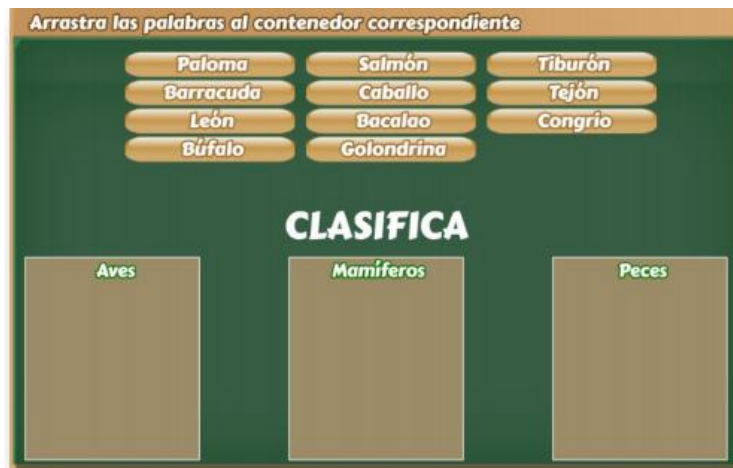 Arrastra las palabras al contenedor correspondiente
Paloma Salmón Tiburón
Barracuda Caballo Tejón
León Bacalao Congrio
Búfalo Golondrina
CLASIFICA
Aves Mamíferos Peces